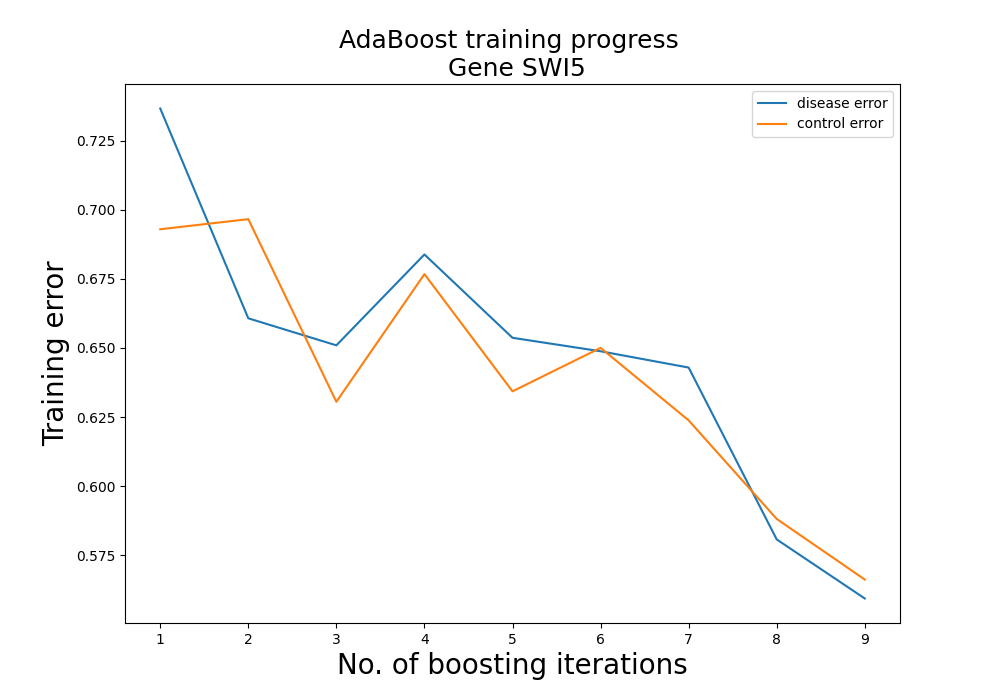 AdaBoost training progress
Gene SWI5
disease error
control error
Training error
0.725
0.700
0.675
0.650
0.625
0.600
0.575
1 2 3 4 5 6 7 8 9
No. of boosting iterations